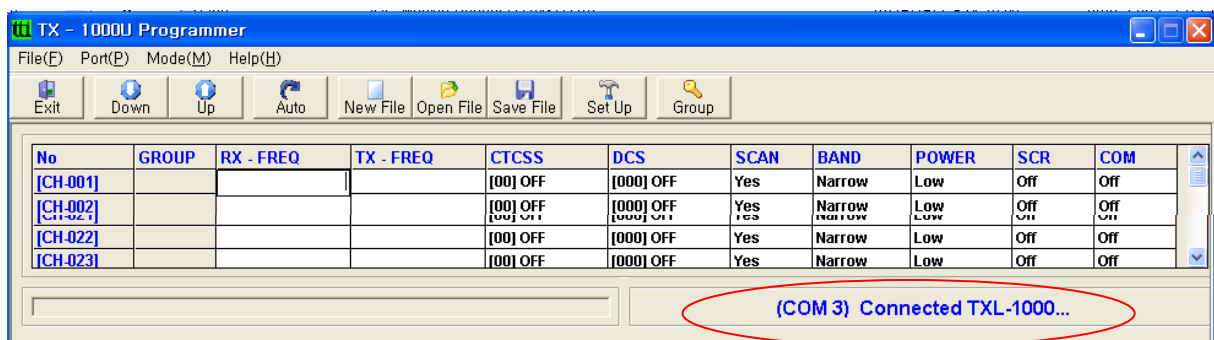 tti TX - 1000U Programmer
File(F) Port(P) Mode(M) Help(H)
Exit Down Up Auto New File Open File Save File Set Up Group
No GROUP RX - FREQ TX - FREQ CTCSS DCS SCAN BAND POWER SCR COM
[CH-001] [00] OFF [000] OFF Yes Narrow Low Off Off
[CH-002] [00] OFF [000] OFF Yes Narrow Low Off Off
[CH-022] [00] OFF [000] OFF Yes Narrow Low Off Off
[CH-023] [00] OFF [000] OFF Yes Narrow Low Off Off
(COM 3) Connected TXL-1000...